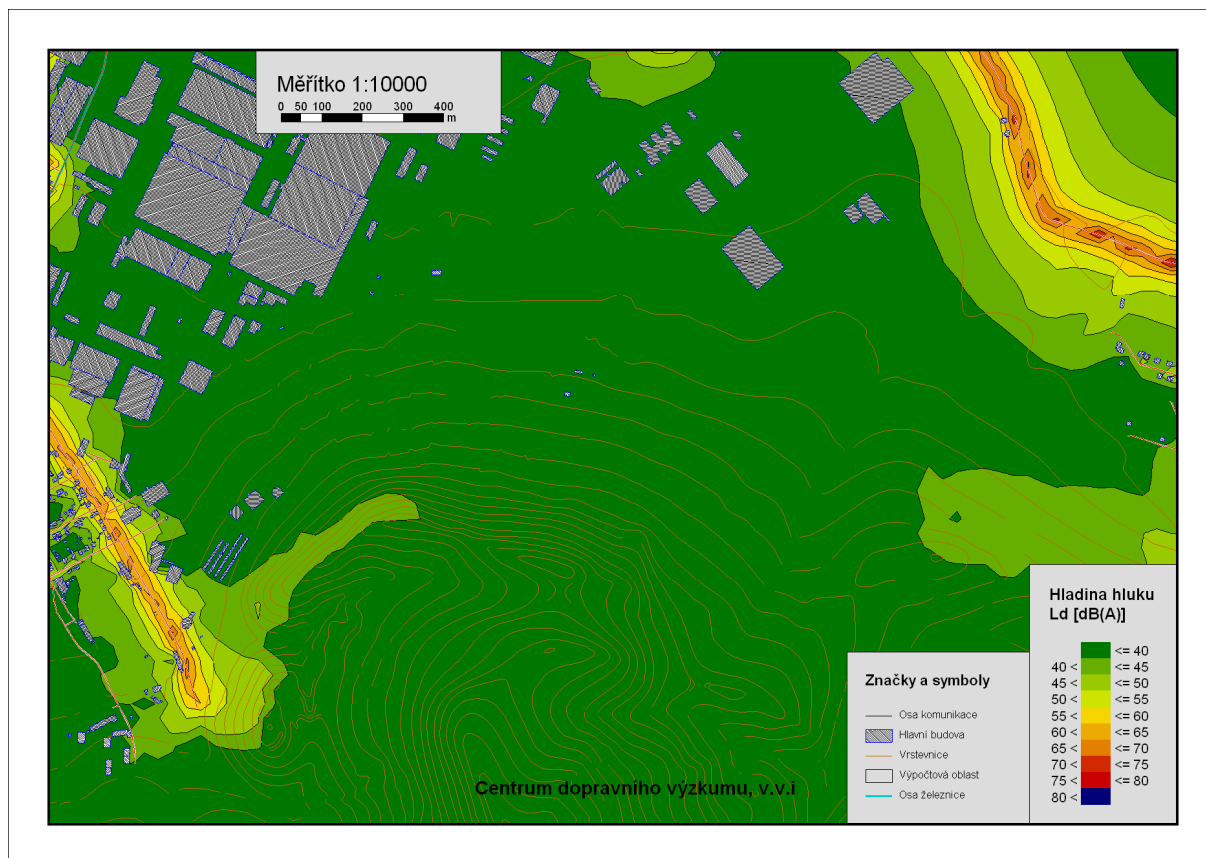 Měřítko 1:10000
0 50 100 200 300 400
m
Hladina hluku
Ld [dB(A)]
<= 40
40 < <= 45
45 < <= 50
50 < <= 55
55 < <= 60
60 < <= 65
65 < <= 70
70 < <= 75
75 < <= 80
80 <
Značky a symboly
Osa komunikace
Hlavní budova
Vrstevnice
Výpočtová oblast
Osa železnice
Centrum dopravního výzkumu, v.v.i